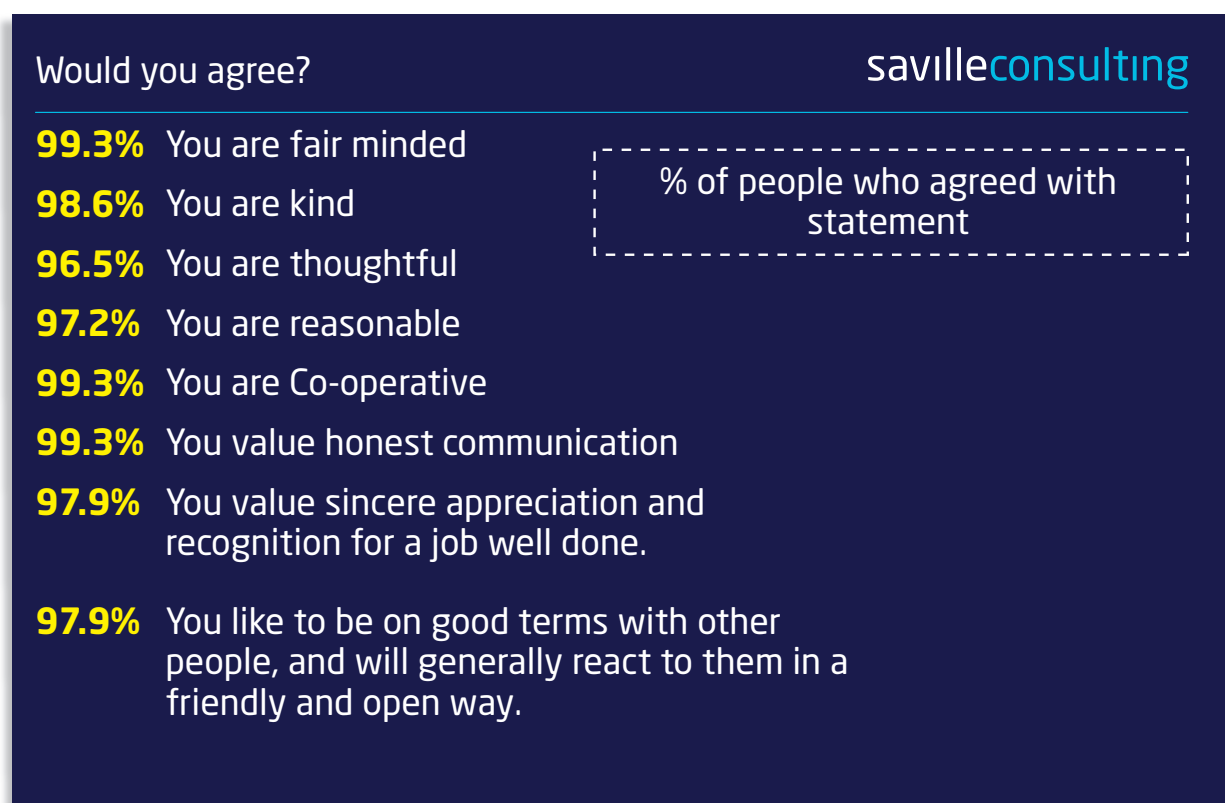 Would you agree?
savilleconsulting
99.3% You are fair minded
% of people who agreed with
statement
98.6% You are kind
96.5% You are thoughtful
97.2% You are reasonable
99.3% You are Co-operative
99.3% You value honest communication
97.9% You value sincere appreciation and
recognition for a job well done.
97.9% You like to be on good terms with other
people, and will generally react to them in a
friendly and open way.